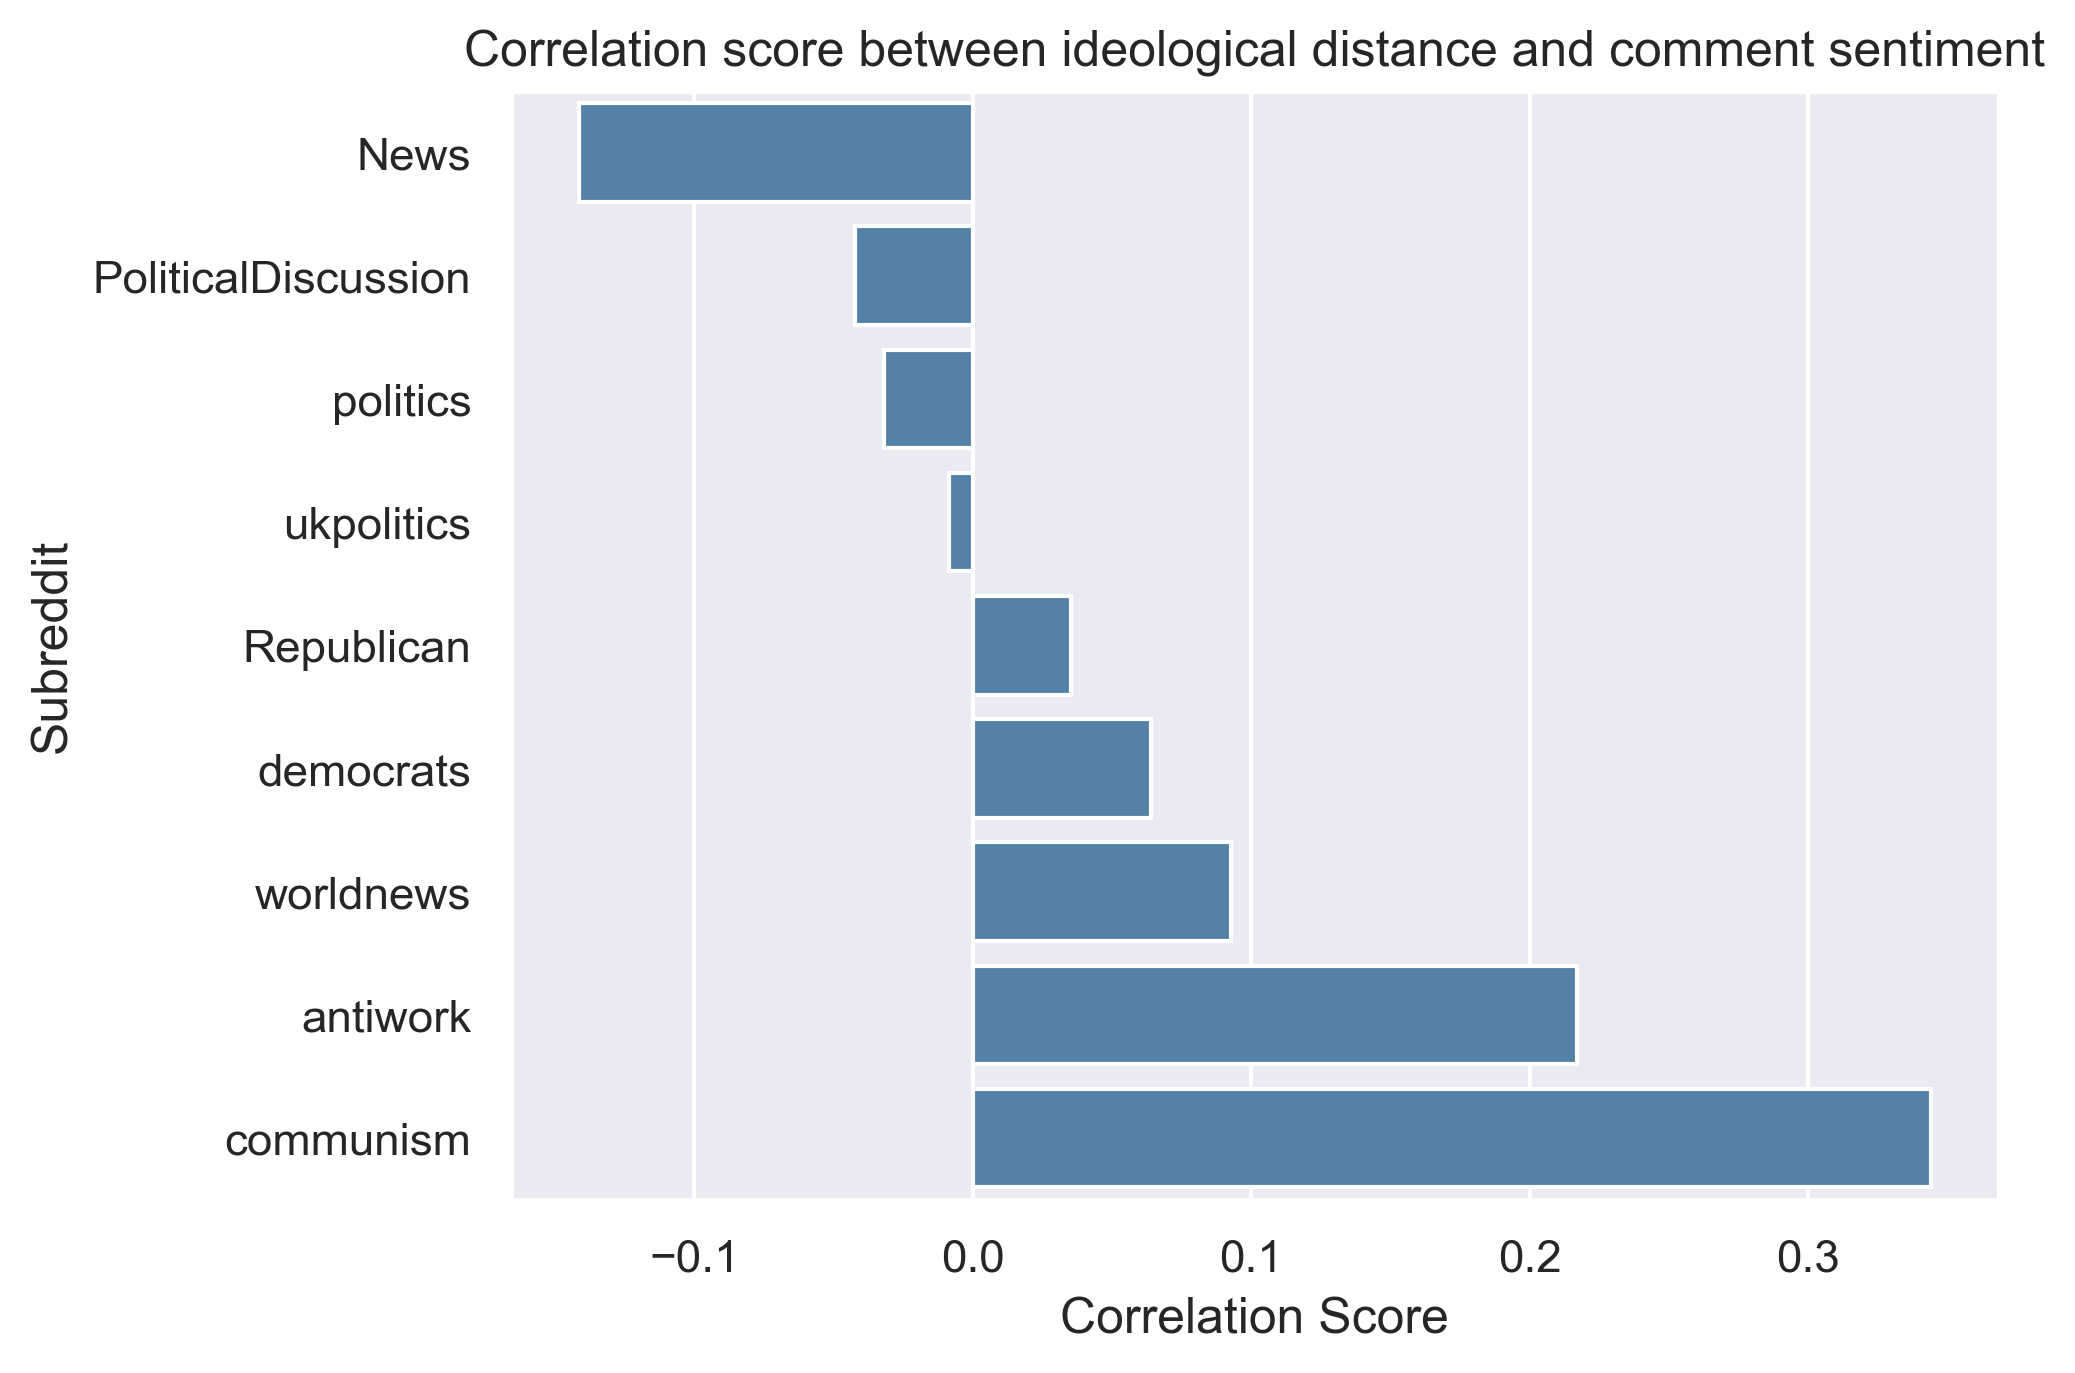 Correlation score between ideological distance and comment sentiment
News
PoliticalDiscussion
politics
ukpolitics
Republican
democrats
worldnews
antiwork
communism
Subreddit
−0.1 0.0 0.1 0.2 0.3
Correlation Score